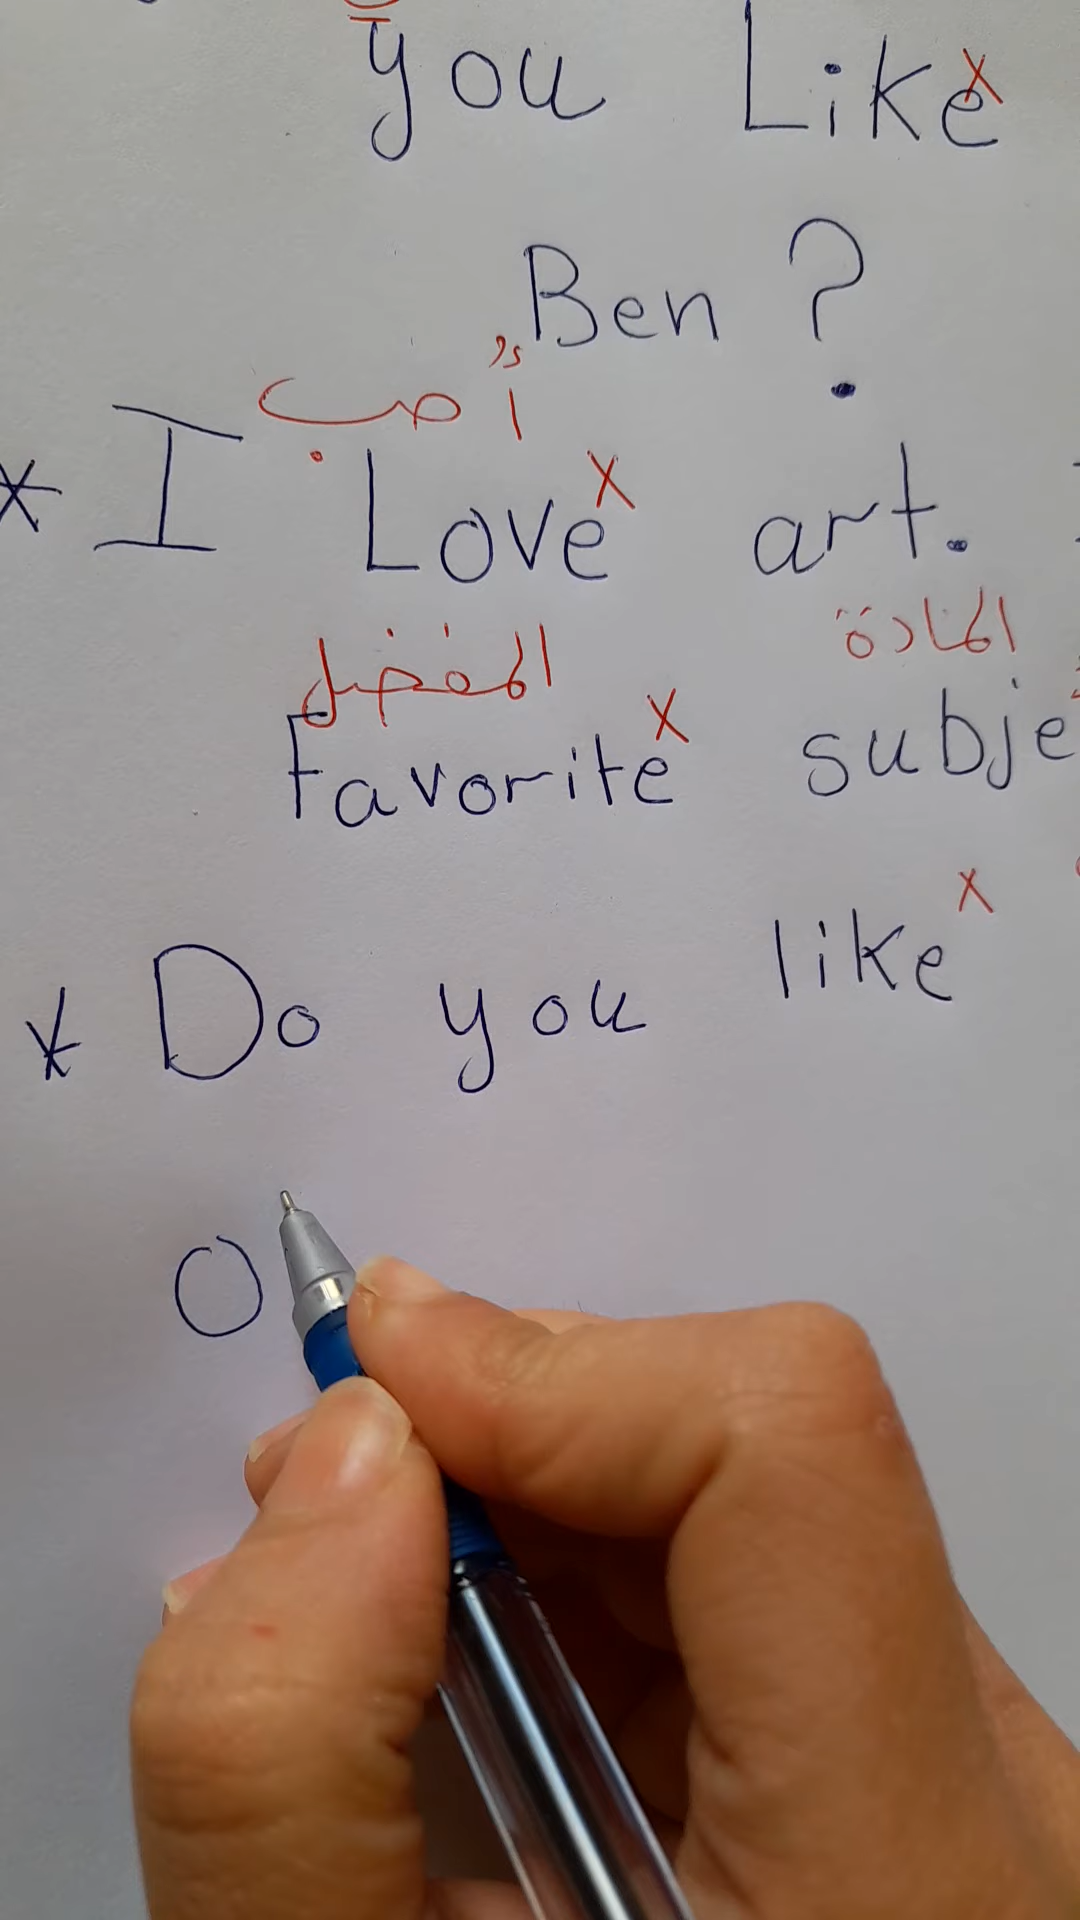 you Like x
Ben ?
أحب
* I Love x art.
المفضل المادة
Favorite x subje
* Do you like x
O